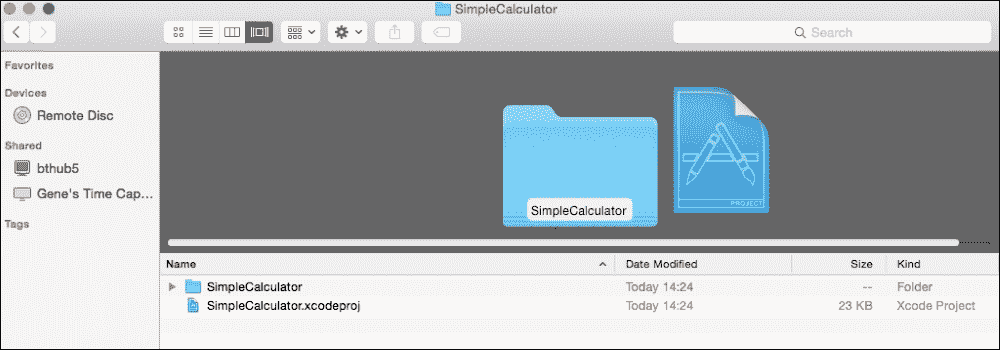 SimpleCalculator
Search
Favorites
Devices
Remote Disc
Shared
bthub5
Gene's Time Cap...
Tags
SimpleCalculator
PROJECT
Name Date Modified Size Kind
SimpleCalculator Today 14:24 -- Folder
SimpleCalculator.xcodeproj Today 14:24 23 KB Xcode Project